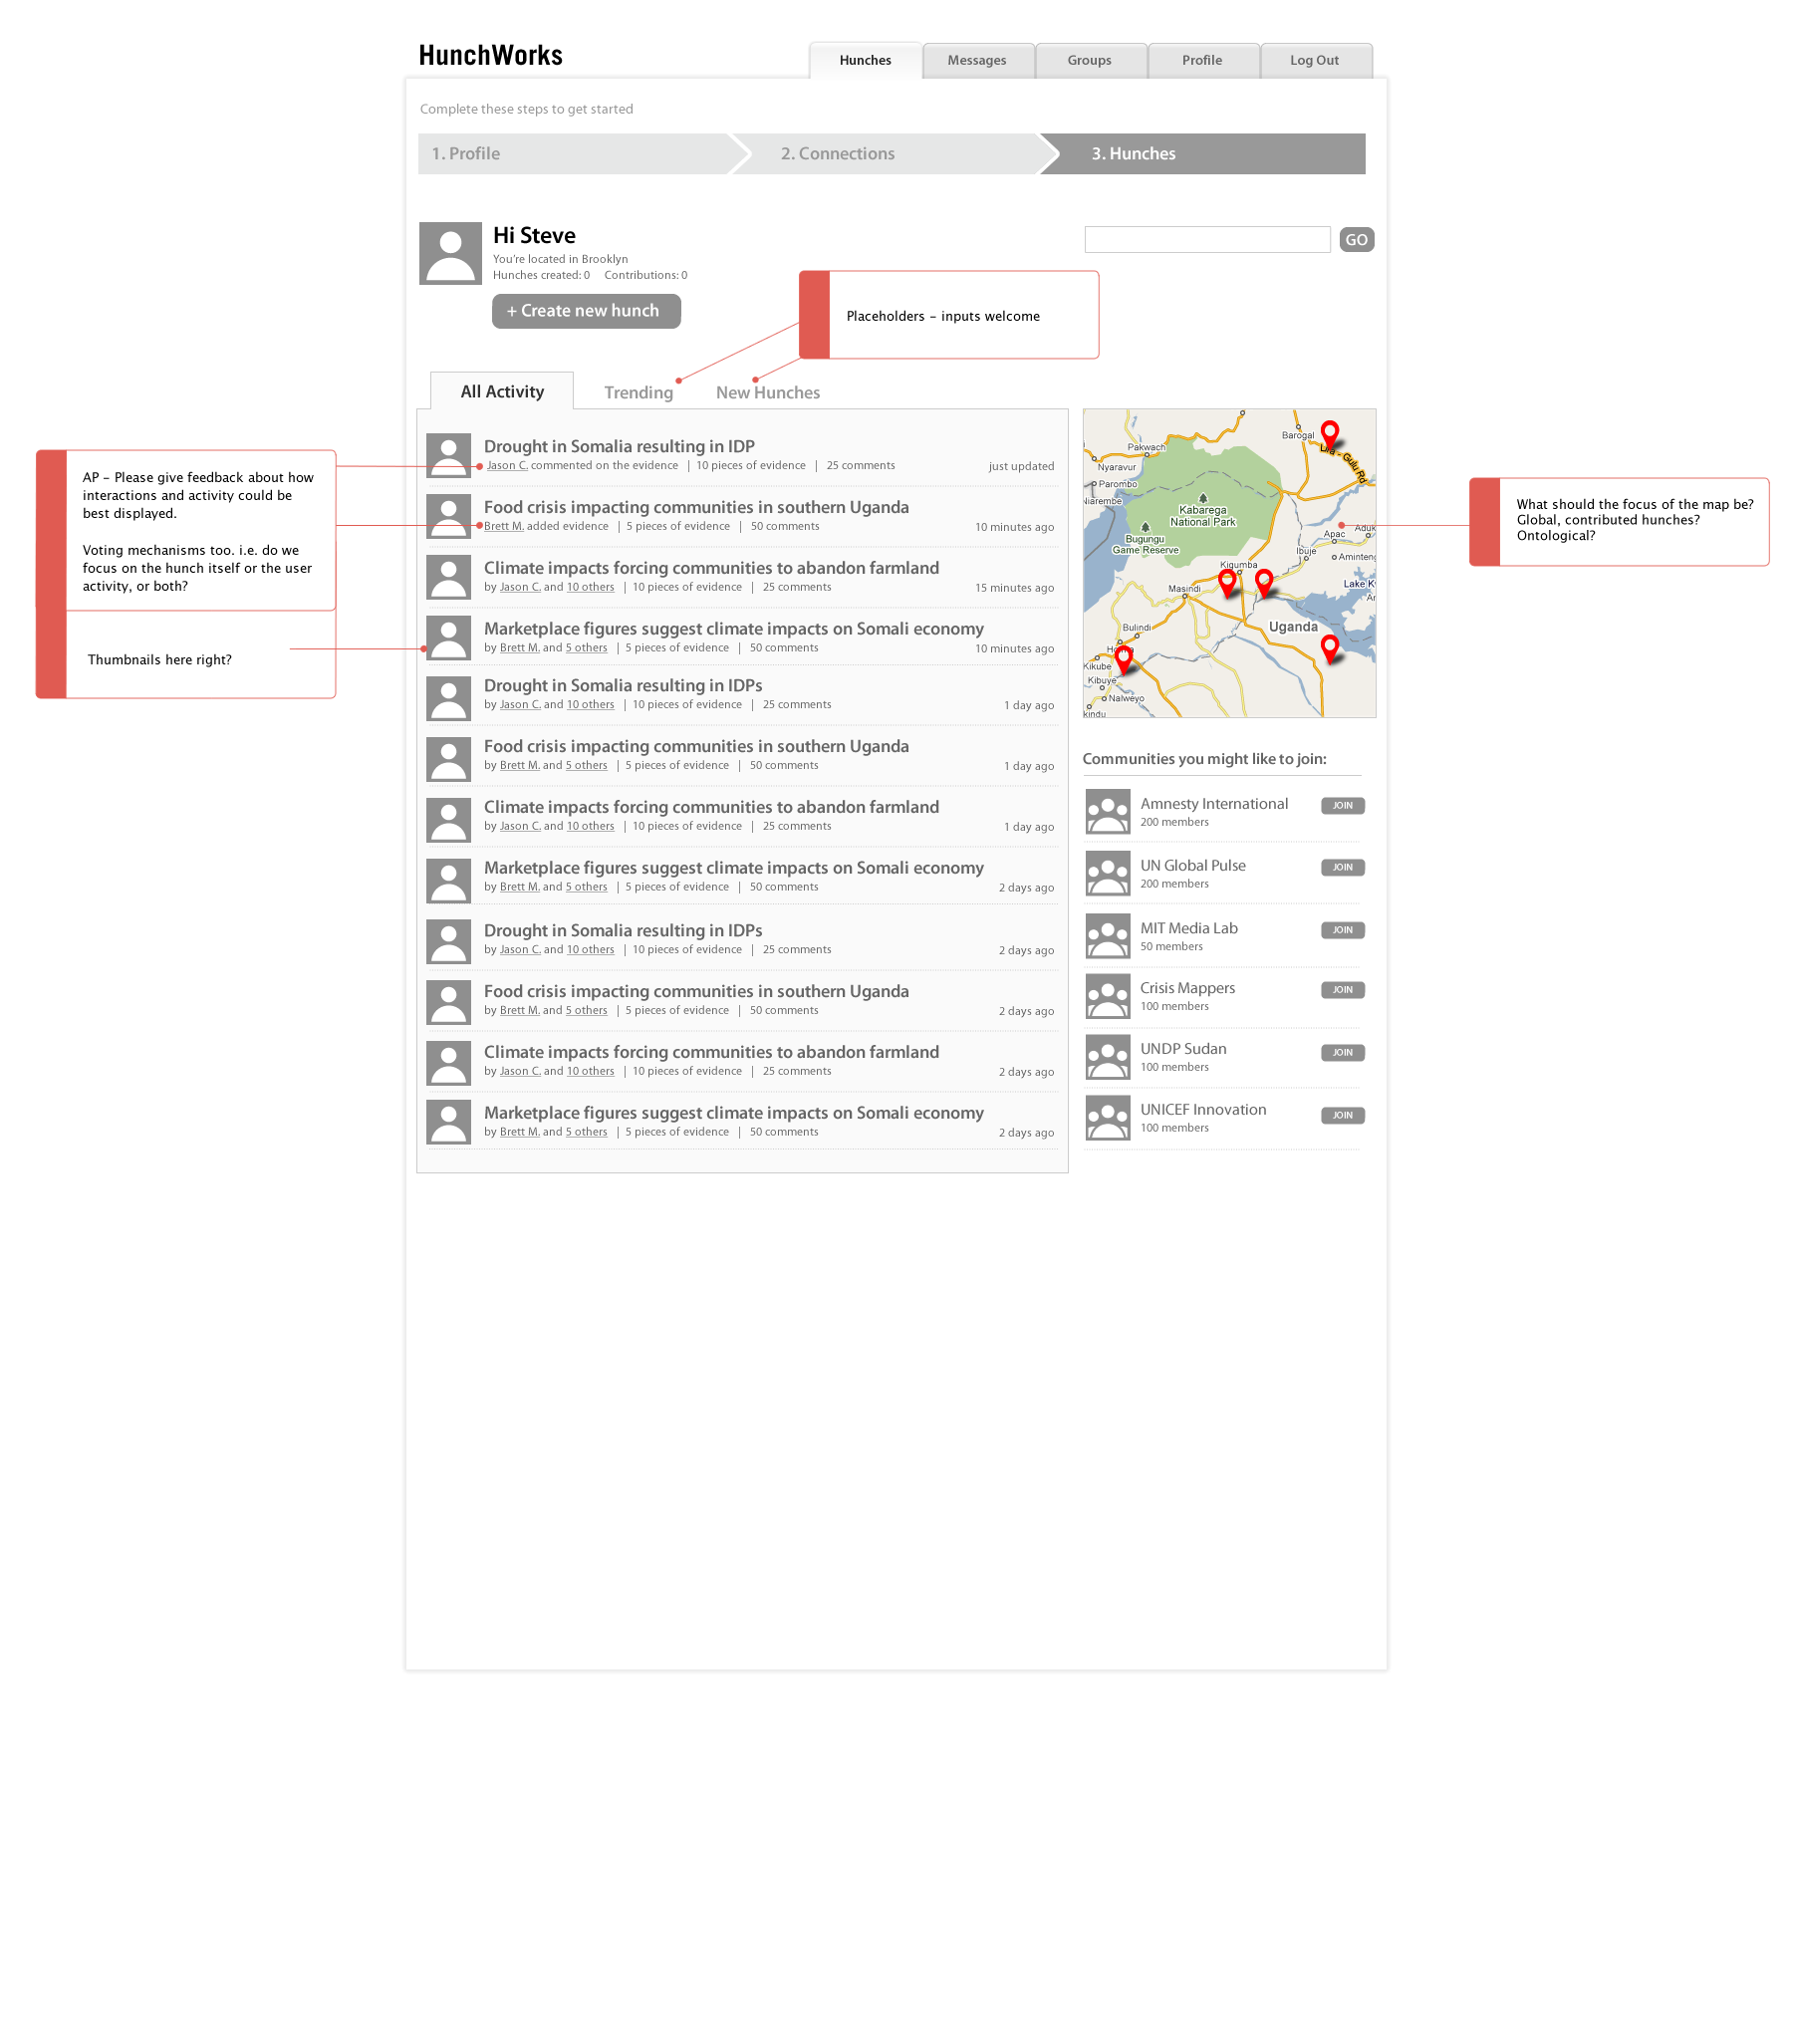 HunchWorks
Hunches
Messages
Groups
Profile
Log Out
Complete these steps to get started
1. Profile
2. Connections
3. Hunches
Hi Steve
You're located in Brooklyn
Hunches created: 0 Contributions: 0
+ Create new hunch
GO
Placeholders – inputs welcome
All Activity
Trending
New Hunches
AP – Please give feedback about how
interactions and activity could be
best displayed.
Voting mechanisms too. i.e. do we
focus on the hunch itself or the user
activity, or both?
Thumbnails here right?
Drought in Somalia resulting in IDP
Jason C. commented on the evidence | 10 pieces of evidence | 25 comments
just updated
Food crisis impacting communities in southern Uganda
Brett M. added evidence | 5 pieces of evidence | 50 comments
10 minutes ago
Climate impacts forcing communities to abandon farmland
by Jason C. and 10 others | 10 pieces of evidence | 25 comments
15 minutes ago
Marketplace figures suggest climate impacts on Somali economy
by Brett M. and 5 others | 5 pieces of evidence | 50 comments
10 minutes ago
Drought in Somalia resulting in IDPs
by Jason C. and 10 others | 10 pieces of evidence | 25 comments
1 day ago
Food crisis impacting communities in southern Uganda
by Brett M. and 5 others | 5 pieces of evidence | 50 comments
1 day ago
Climate impacts forcing communities to abandon farmland
by Jason C. and 10 others | 10 pieces of evidence | 25 comments
1 day ago
Marketplace figures suggest climate impacts on Somali economy
by Brett M. and 5 others | 5 pieces of evidence | 50 comments
2 days ago
Drought in Somalia resulting in IDPs
by Jason C. and 10 others | 10 pieces of evidence | 25 comments
2 days ago
Food crisis impacting communities in southern Uganda
by Brett M. and 5 others | 5 pieces of evidence | 50 comments
2 days ago
Climate impacts forcing communities to abandon farmland
by Jason C. and 10 others | 10 pieces of evidence | 25 comments
2 days ago
Marketplace figures suggest climate impacts on Somali economy
by Brett M. and 5 others | 5 pieces of evidence | 50 comments
2 days ago
Barogal
Pakwach
Lira - Gulu Rd
Nyaravur
Parombo
Niarembe
Kabarega
National Park
Bugungu
Game Reserve
Aduk
Apac
Ibuje
Aminteng
Kigumba
Masindi
Lake K
Ar
Bulindi
Uganda
Kikube
Kibuye
Nalweyo
kindu
What should the focus of the map be?
Global, contributed hunches?
Ontological?
Communities you might like to join:
Amnesty International
200 members
JOIN
UN Global Pulse
200 members
JOIN
MIT Media Lab
50 members
JOIN
Crisis Mappers
100 members
JOIN
UNDP Sudan
100 members
JOIN
UNICEF Innovation
100 members
JOIN